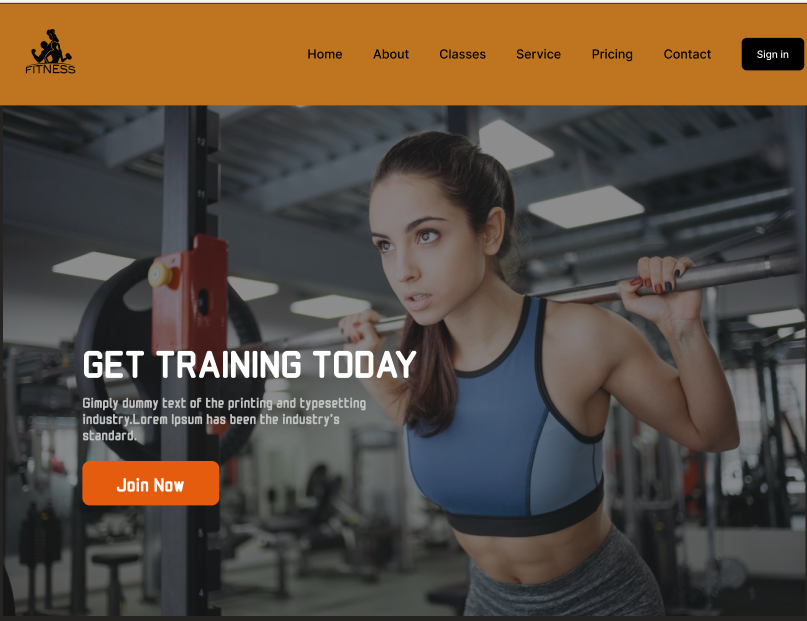 FITNESS
Home About Classes Service Pricing Contact Sign in
GET TRAINING TODAY
Gimply dummy text of the printing and typesetting
industry.Lorem Ipsum has been the industry's
standard.
Join Now